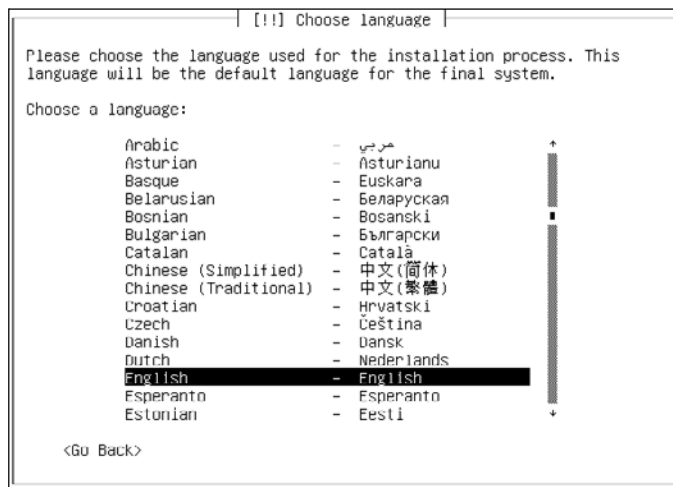 [!!] Choose language
Please choose the language used for the installation process. This
language will be the default language for the final system.
Choose a language:
Arabic - عربي
Asturian - Asturianu
Basque - Euskara
Belarusian - Беларуская
Bosnian - Bosanski
Bulgarian - Български
Catalan - Català
Chinese (Simplified) - 中文(简体)
Chinese (Traditional) - 中文(繁體)
Croatian - Hrvatski
Czech - Čeština
Danish - Dansk
Dutch - Nederlands
English - English
Esperanto - Esperanto
Estonian - Eesti
<Go Back>